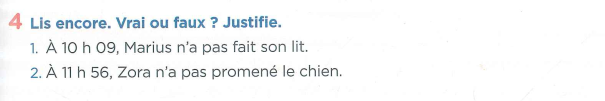 4 Lis encore. Vrai ou faux ? Justifie.
1. À 10 h 09, Marius n'a pas fait son lit.
2. À 11 h 56, Zora n'a pas promené le chien.